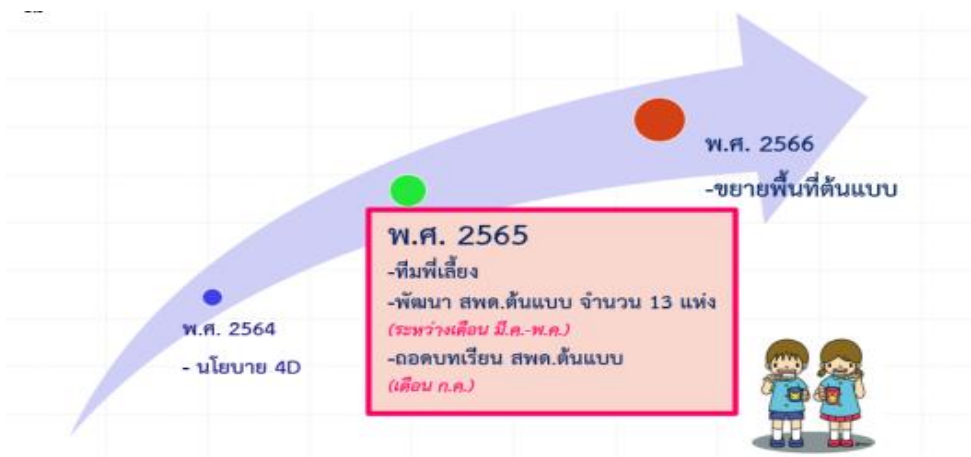 พ.ศ. 2566
-ขยายพื้นที่ต้นแบบ
พ.ศ. 2565
-ทีมพี่เลี้ยง
-พัฒนา สพด.ต้นแบบ จำนวน 13 แห่ง
(ระหว่างเดือน มี.ค.-พ.ค.)
-ถอดบทเรียน สพด.ต้นแบบ
(เดือน ก.ค.)
พ.ศ. 2564
- นโยบาย 4D